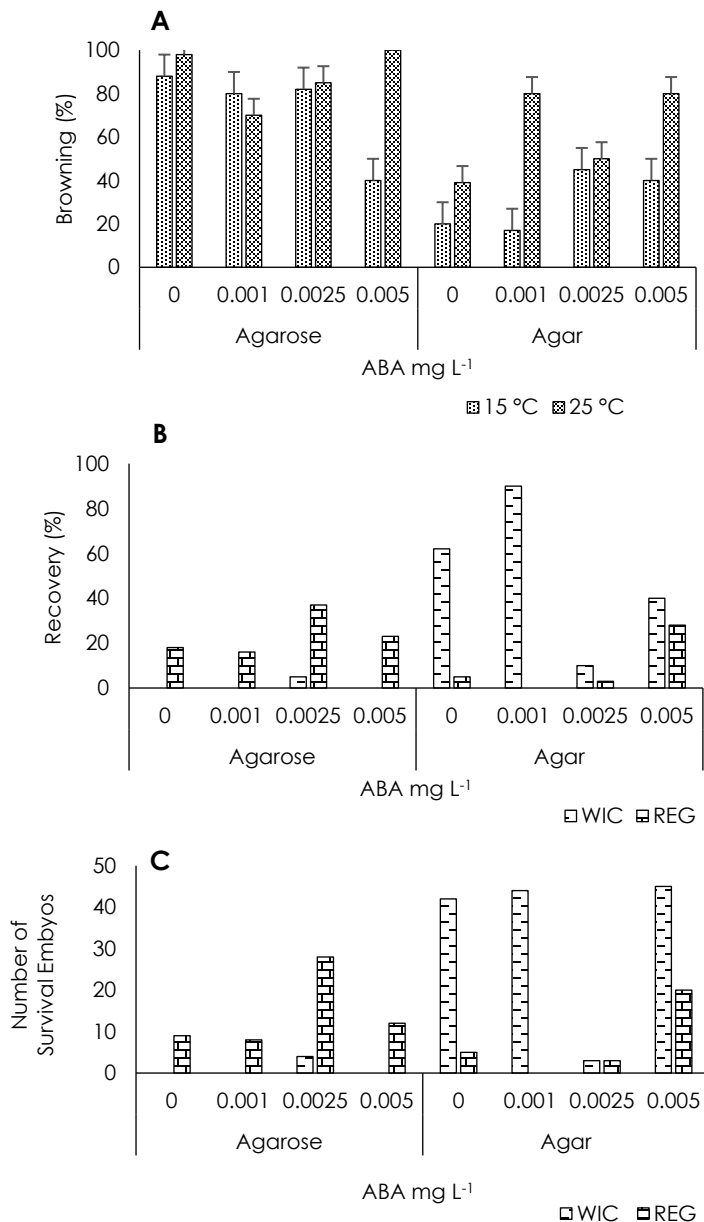 A
Browning (%)
100
80
60
40
20
0
0 0.001 0.0025 0.005 0 0.001 0.0025 0.005
Agarose Agar
ABA mg L-1
15 °C 25 °C
B
Recovery (%)
100
80
60
40
20
0
0 0.001 0.0025 0.005 0 0.001 0.0025 0.005
Agarose Agar
ABA mg L-1
WIC REG
C
Number of
Survival Embyos
50
40
30
20
10
0
0 0.001 0.0025 0.005 0 0.001 0.0025 0.005
Agarose Agar
ABA mg L-1
WIC REG